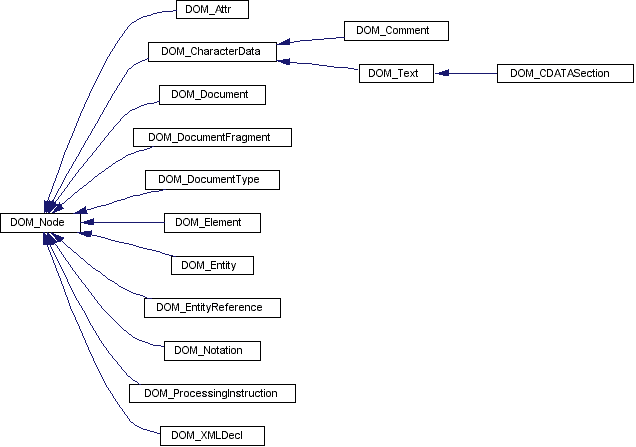 DOM_Attr
DOM_Comment
DOM_CharacterData
DOM_Text
DOM_CDATASection
DOM_Document
DOM_DocumentFragment
DOM_DocumentType
DOM_Node
DOM_Element
DOM_Entity
DOM_EntityReference
DOM_Notation
DOM_ProcessingInstruction
DOM_XMLDecl